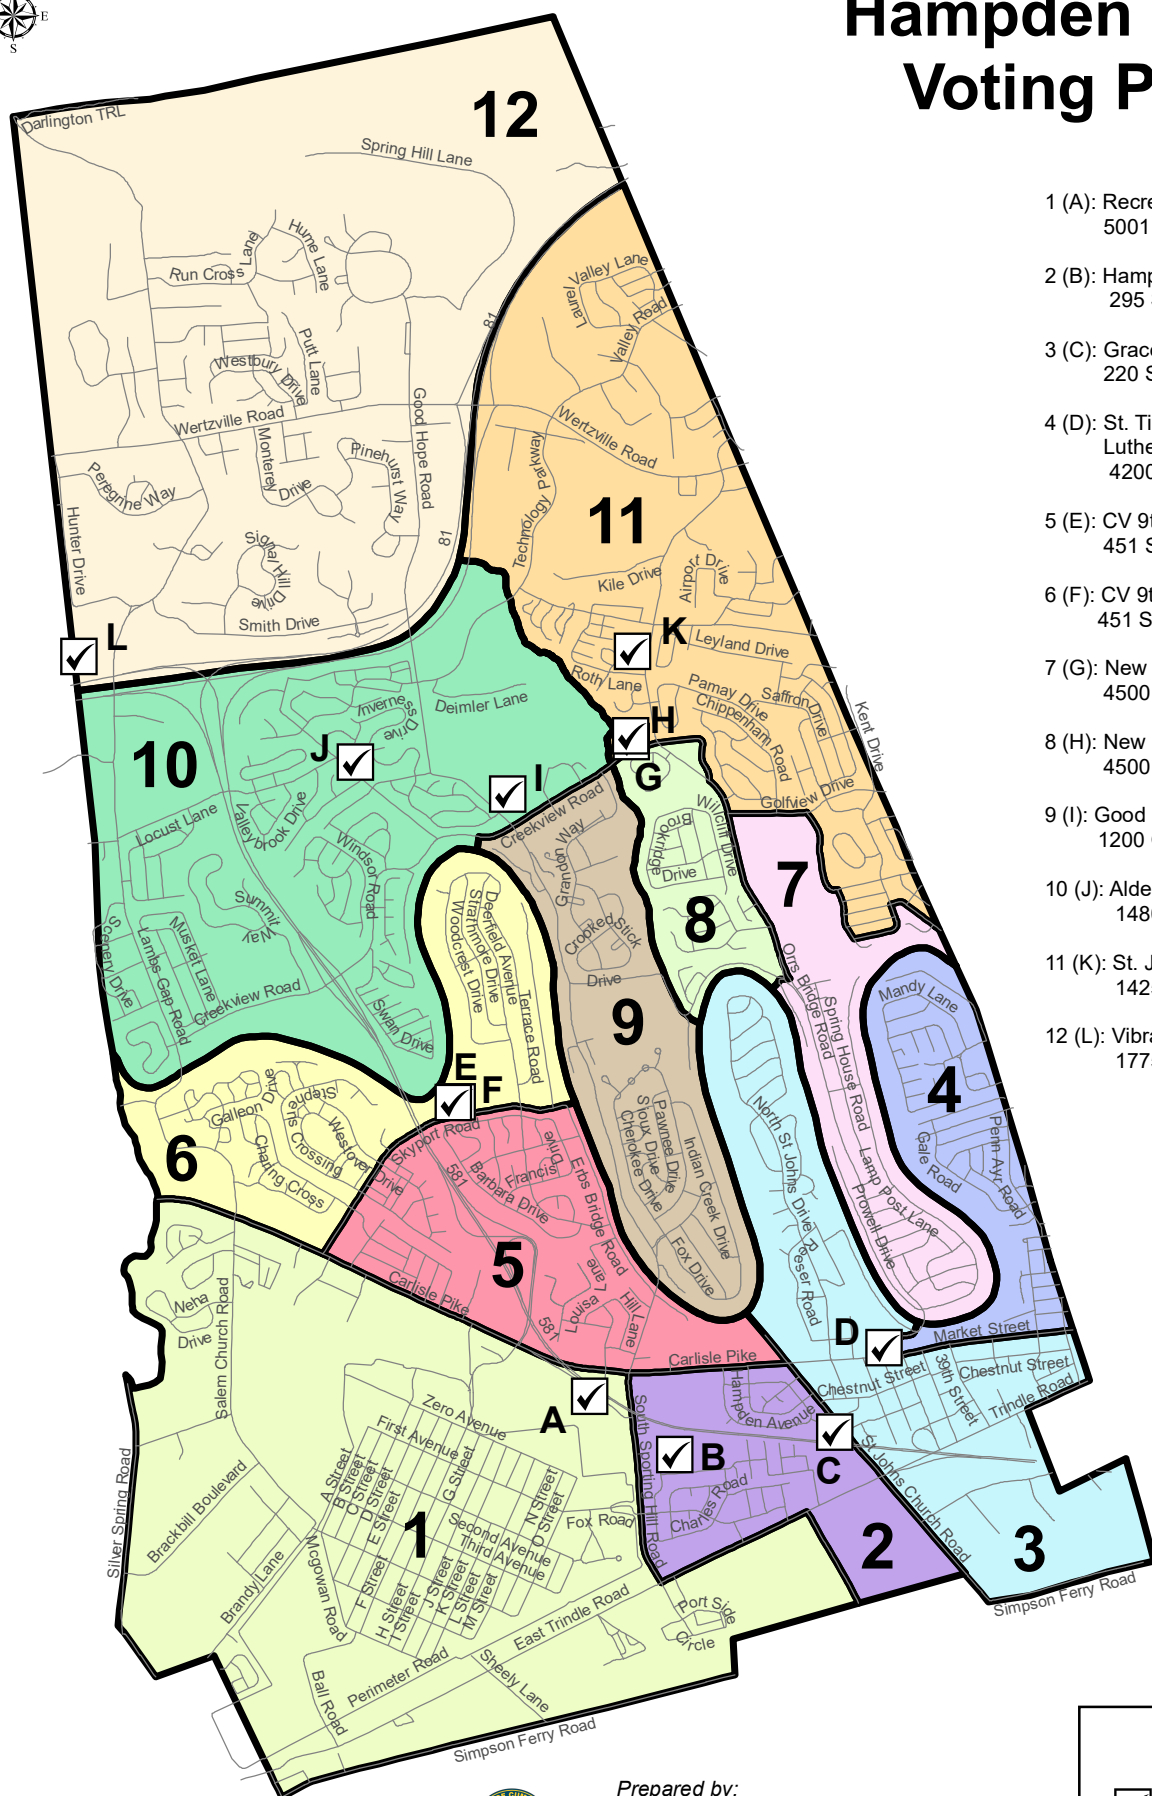 E
S
Hampden
Voting P
1 (A): Recre
5001
2 (B): Hamp
295
3 (C): Grace
220 S
4 (D): St. Ti
Luthe
4200
5 (E): CV 9t
451 S
6 (F): CV 9t
451 S
7 (G): New
4500
8 (H): New
4500
9 (I): Good
1200
10 (J): Alde
148
11 (K): St. J
142
12 (L): Vibra
177
12
Darlington TRL
Spring Hill Lane
Run Cross Lane
Hume Lane
81
Laurel Valley Lane
Valley Road
Putt Lane
Westbury Drive
Good Hope Road
Wertzville Road
Wertzville Road
Monterey Drive
Pinehurst Way
Peregrine Way
Technology Parkway
11
Hunter Drive
81
Signal Hill Drive
Kile Drive
Airport Drive
Smith Drive
L
K
Leyland Drive
Roth Lane
Pamay Drive
Saffron Drive
Chippenham Road
Kent Drive
Inverness Drive
Deimler Lane
H
10
J
I
G
Golfview Drive
Locust Lane
Valleybrook Drive
Creekview Road
Grandon Way
Willcliff Drive
Brookridge Drive
Windsor Road
7
Summit Way
Deerfield Avenue
Strathmore Drive
Woodcrest Drive
Crooked Stick Drive
8
Scenery Drive
Lambs Gap Road
Musket Lane
Creekview Road
Swan Drive
Terrace Road
9
Orrs Bridge Road
Spring House Road
Mandy Lane
4
E
F
Galleon Drive
Stephens Crossing
Westover Drive
Charing Cross
6
Skyport Road
581
Barbara Drive
Francis Drive
Erbs Bridge Road
Sioux Drive
Pawnee Drive
Cherokee Drive
Indian Creek Drive
Fox Drive
North St Johns Drive
Reeser Road
Gale Road
Penn Ayr Road
Lamp Post Lane
Prowell Drive
5
Neha Drive
Salem Church Road
Carlisle Pike
581
Louisa Lane
Hill Lane
Carlisle Pike
D
Market Street
Chestnut Street
Chestnut Street
39th Street
Trindle Road
Hampden Avenue
A
Zero Avenue
First Avenue
South Sporting Hill Road
B
C
St Johns Church Road
Silver Spring Road
Brackbill Boulevard
A Street
B Street
C Street
D Street
E Street
G Street
N Street
O Street
Fox Road
Charles Road
1
Second Avenue
Third Avenue
2
3
Brandy Lane
Mcgowan Road
F Street
H Street
I Street
J Street
K Street
L Street
M Street
East Trindle Road
Port Side Circle
Simpson Ferry Road
Perimeter Road
Sheely Lane
Ball Road
Simpson Ferry Road
Prepared by: